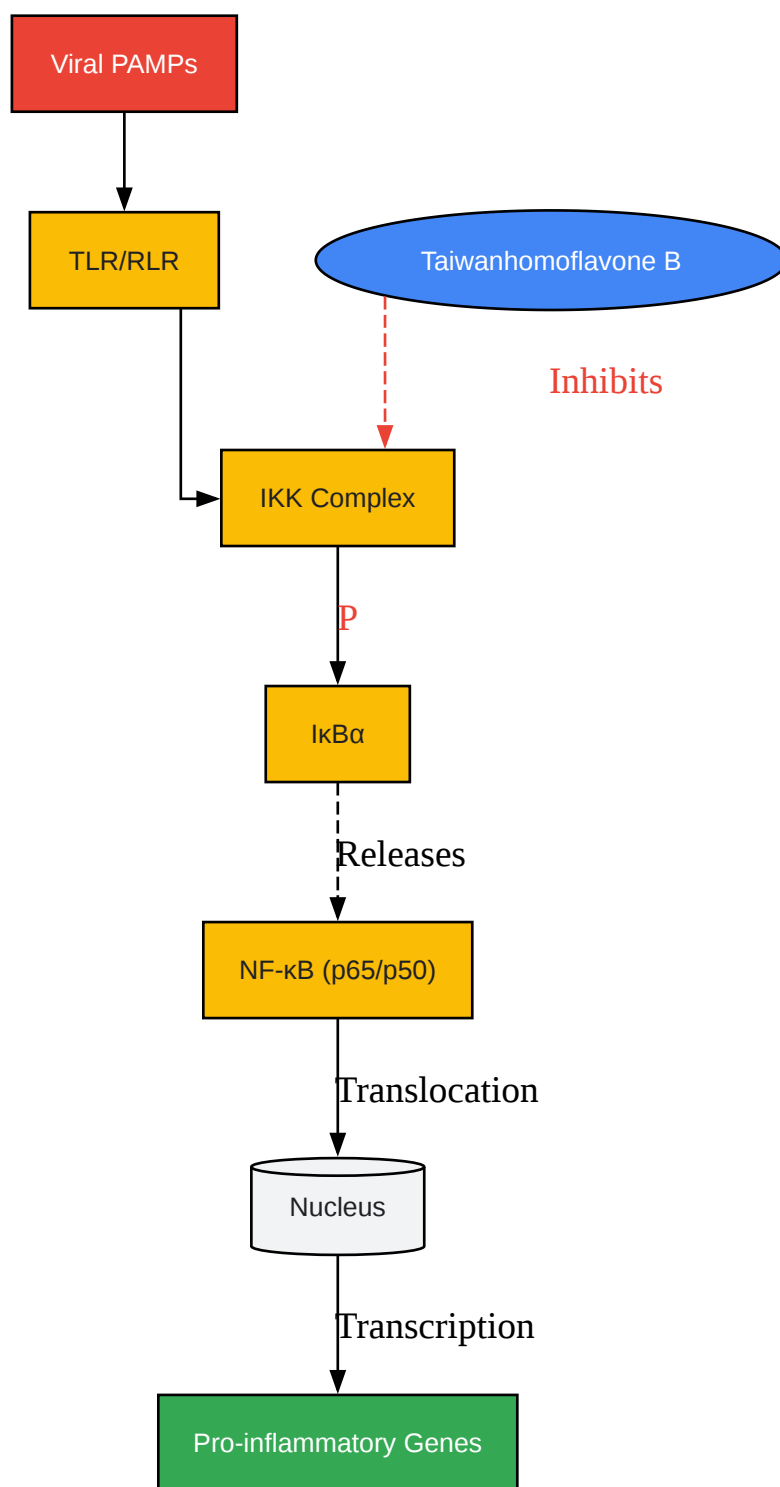 Viral PAMPs
TLR/RLR
Taiwanhomoflavone B
Inhibits
IKK Complex
P
IκBα
Releases
NF-κB (p65/p50)
Translocation
Nucleus
Transcription
Pro-inflammatory Genes